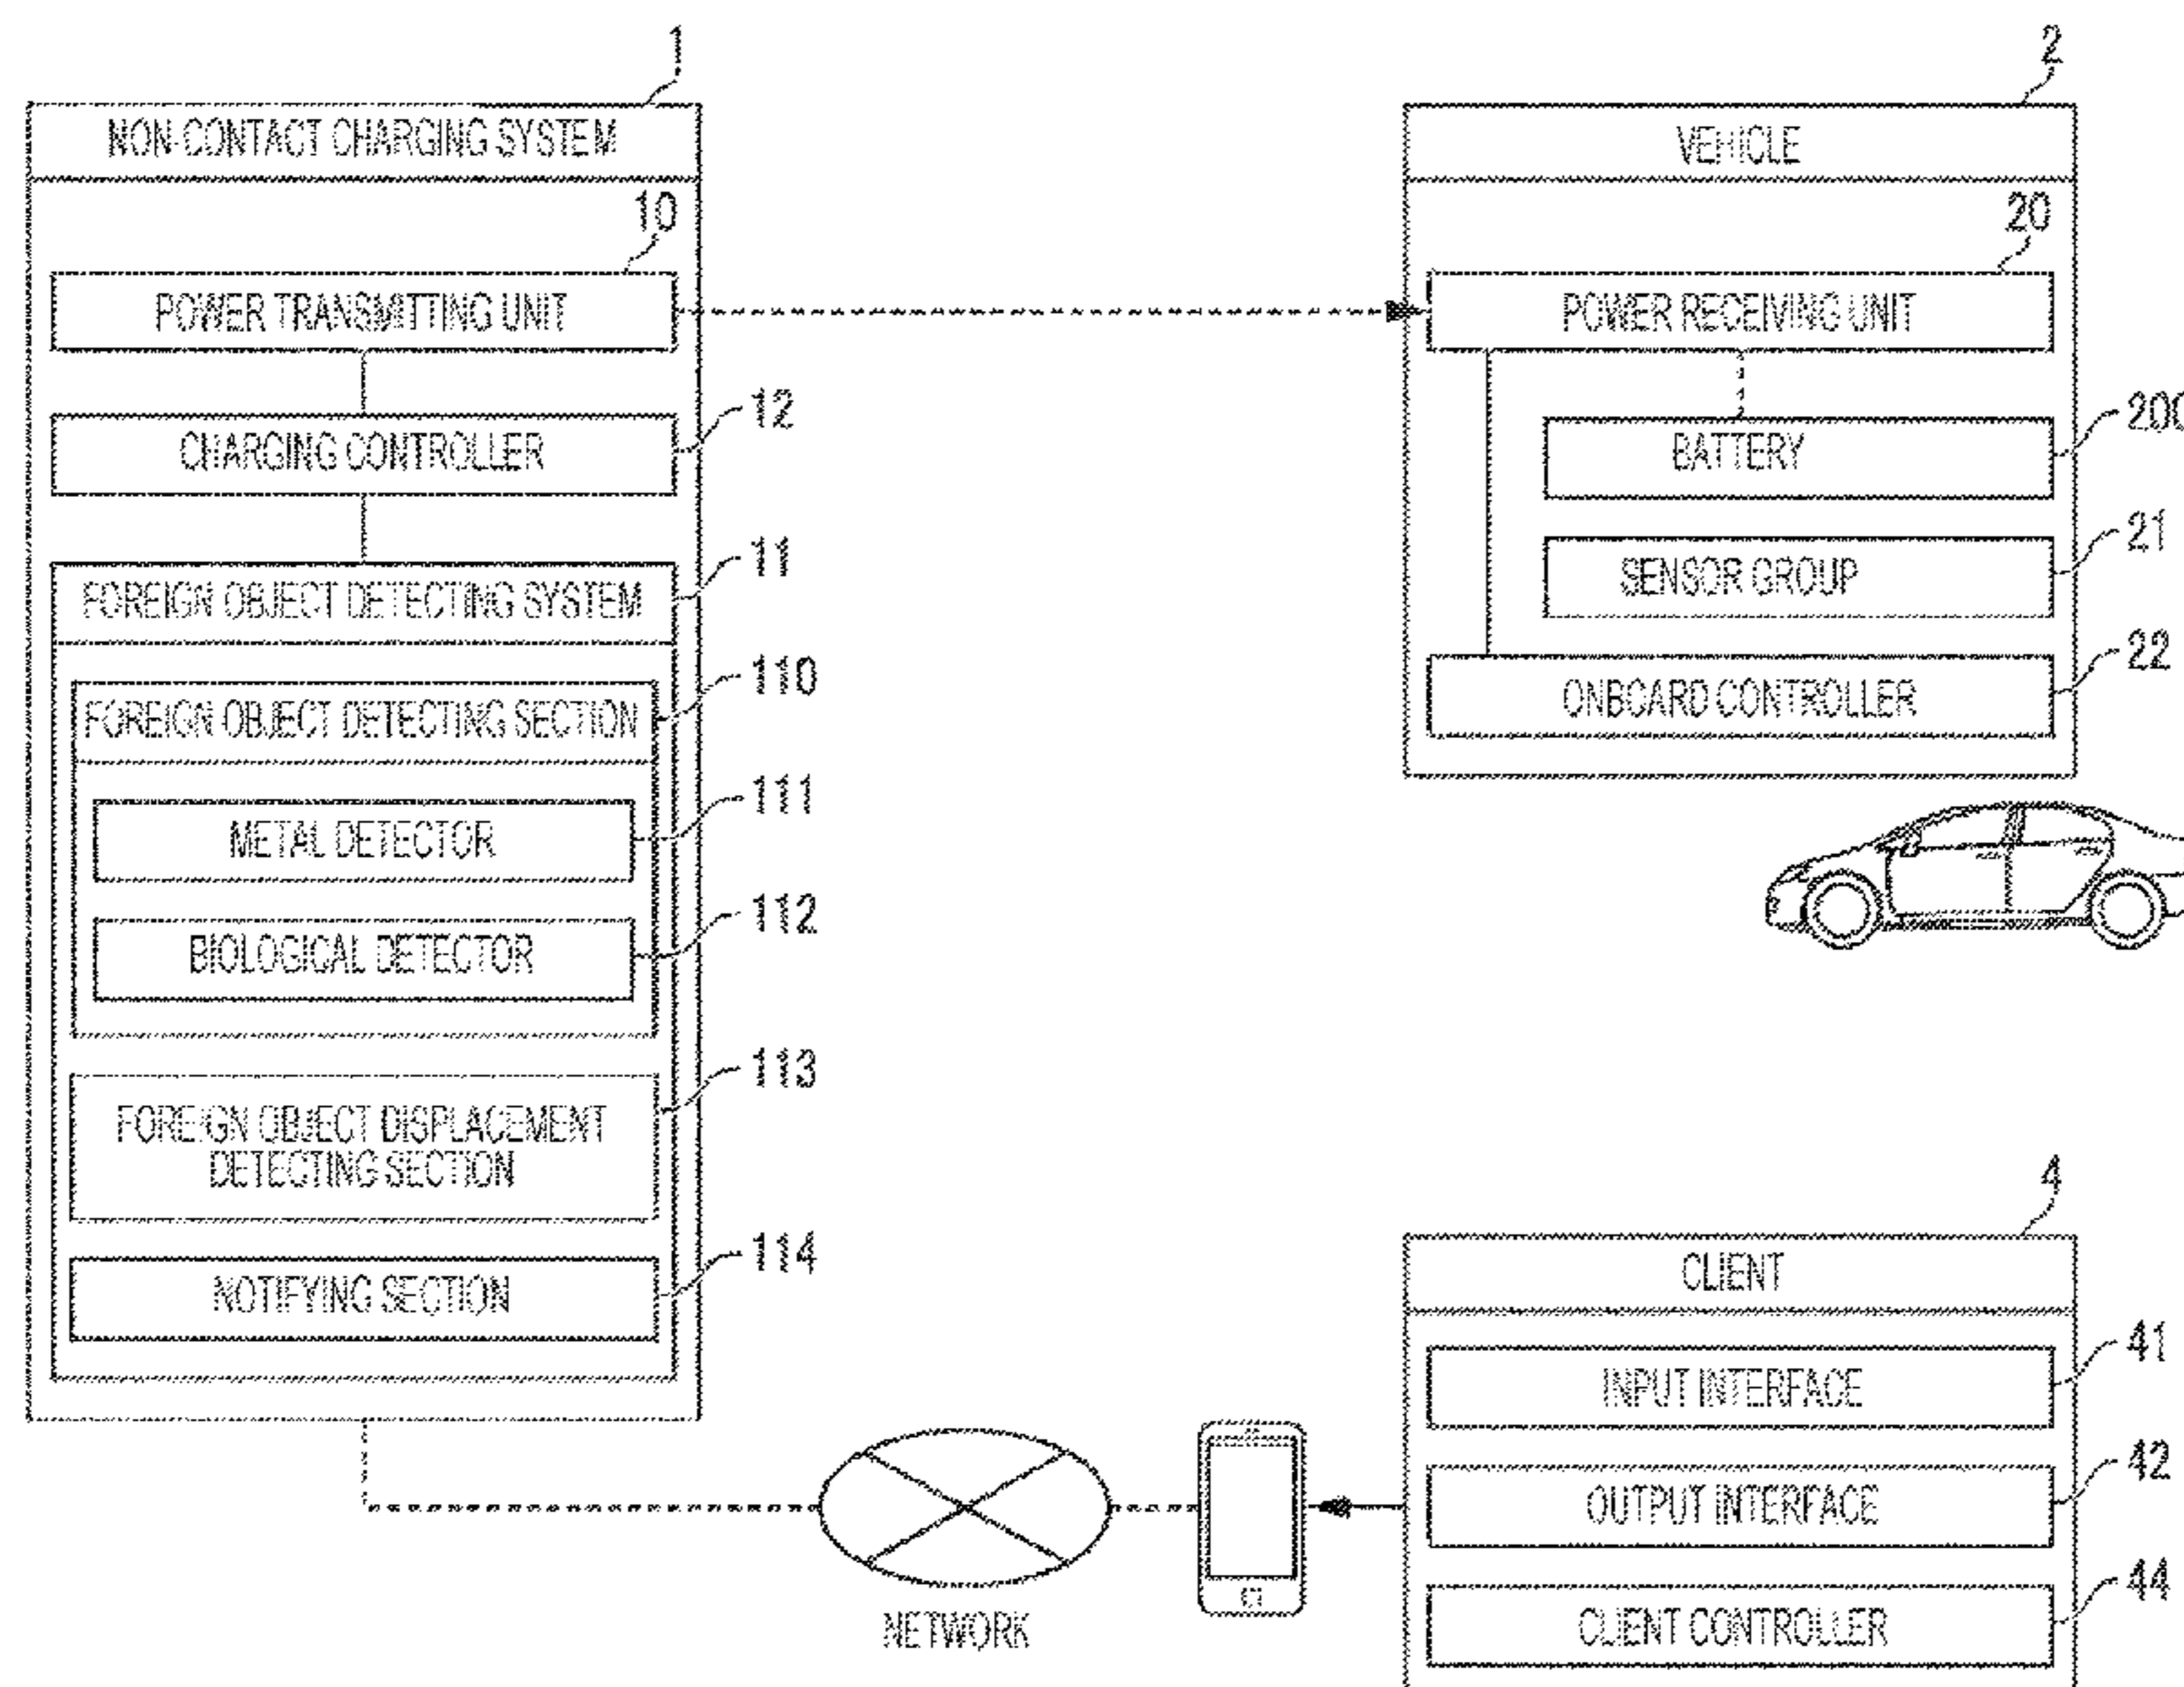 1
NON-CONTACT CHARGING SYSTEM
10
POWER TRANSMITTING UNIT
12
CHARGING CONTROLLER
11
FOREIGN OBJECT DETECTING SYSTEM
110
FOREIGN OBJECT DETECTING SECTION
111
METAL DETECTOR
112
BIOLOGICAL DETECTOR
113
FOREIGN OBJECT DISPLACEMENT
DETECTING SECTION
114
NOTIFYING SECTION
NETWORK
2
VEHICLE
20
POWER RECEIVING UNIT
200
BATTERY
21
SENSOR GROUP
22
ONBOARD CONTROLLER
4
CLIENT
41
INPUT INTERFACE
42
OUTPUT INTERFACE
44
CLIENT CONTROLLER